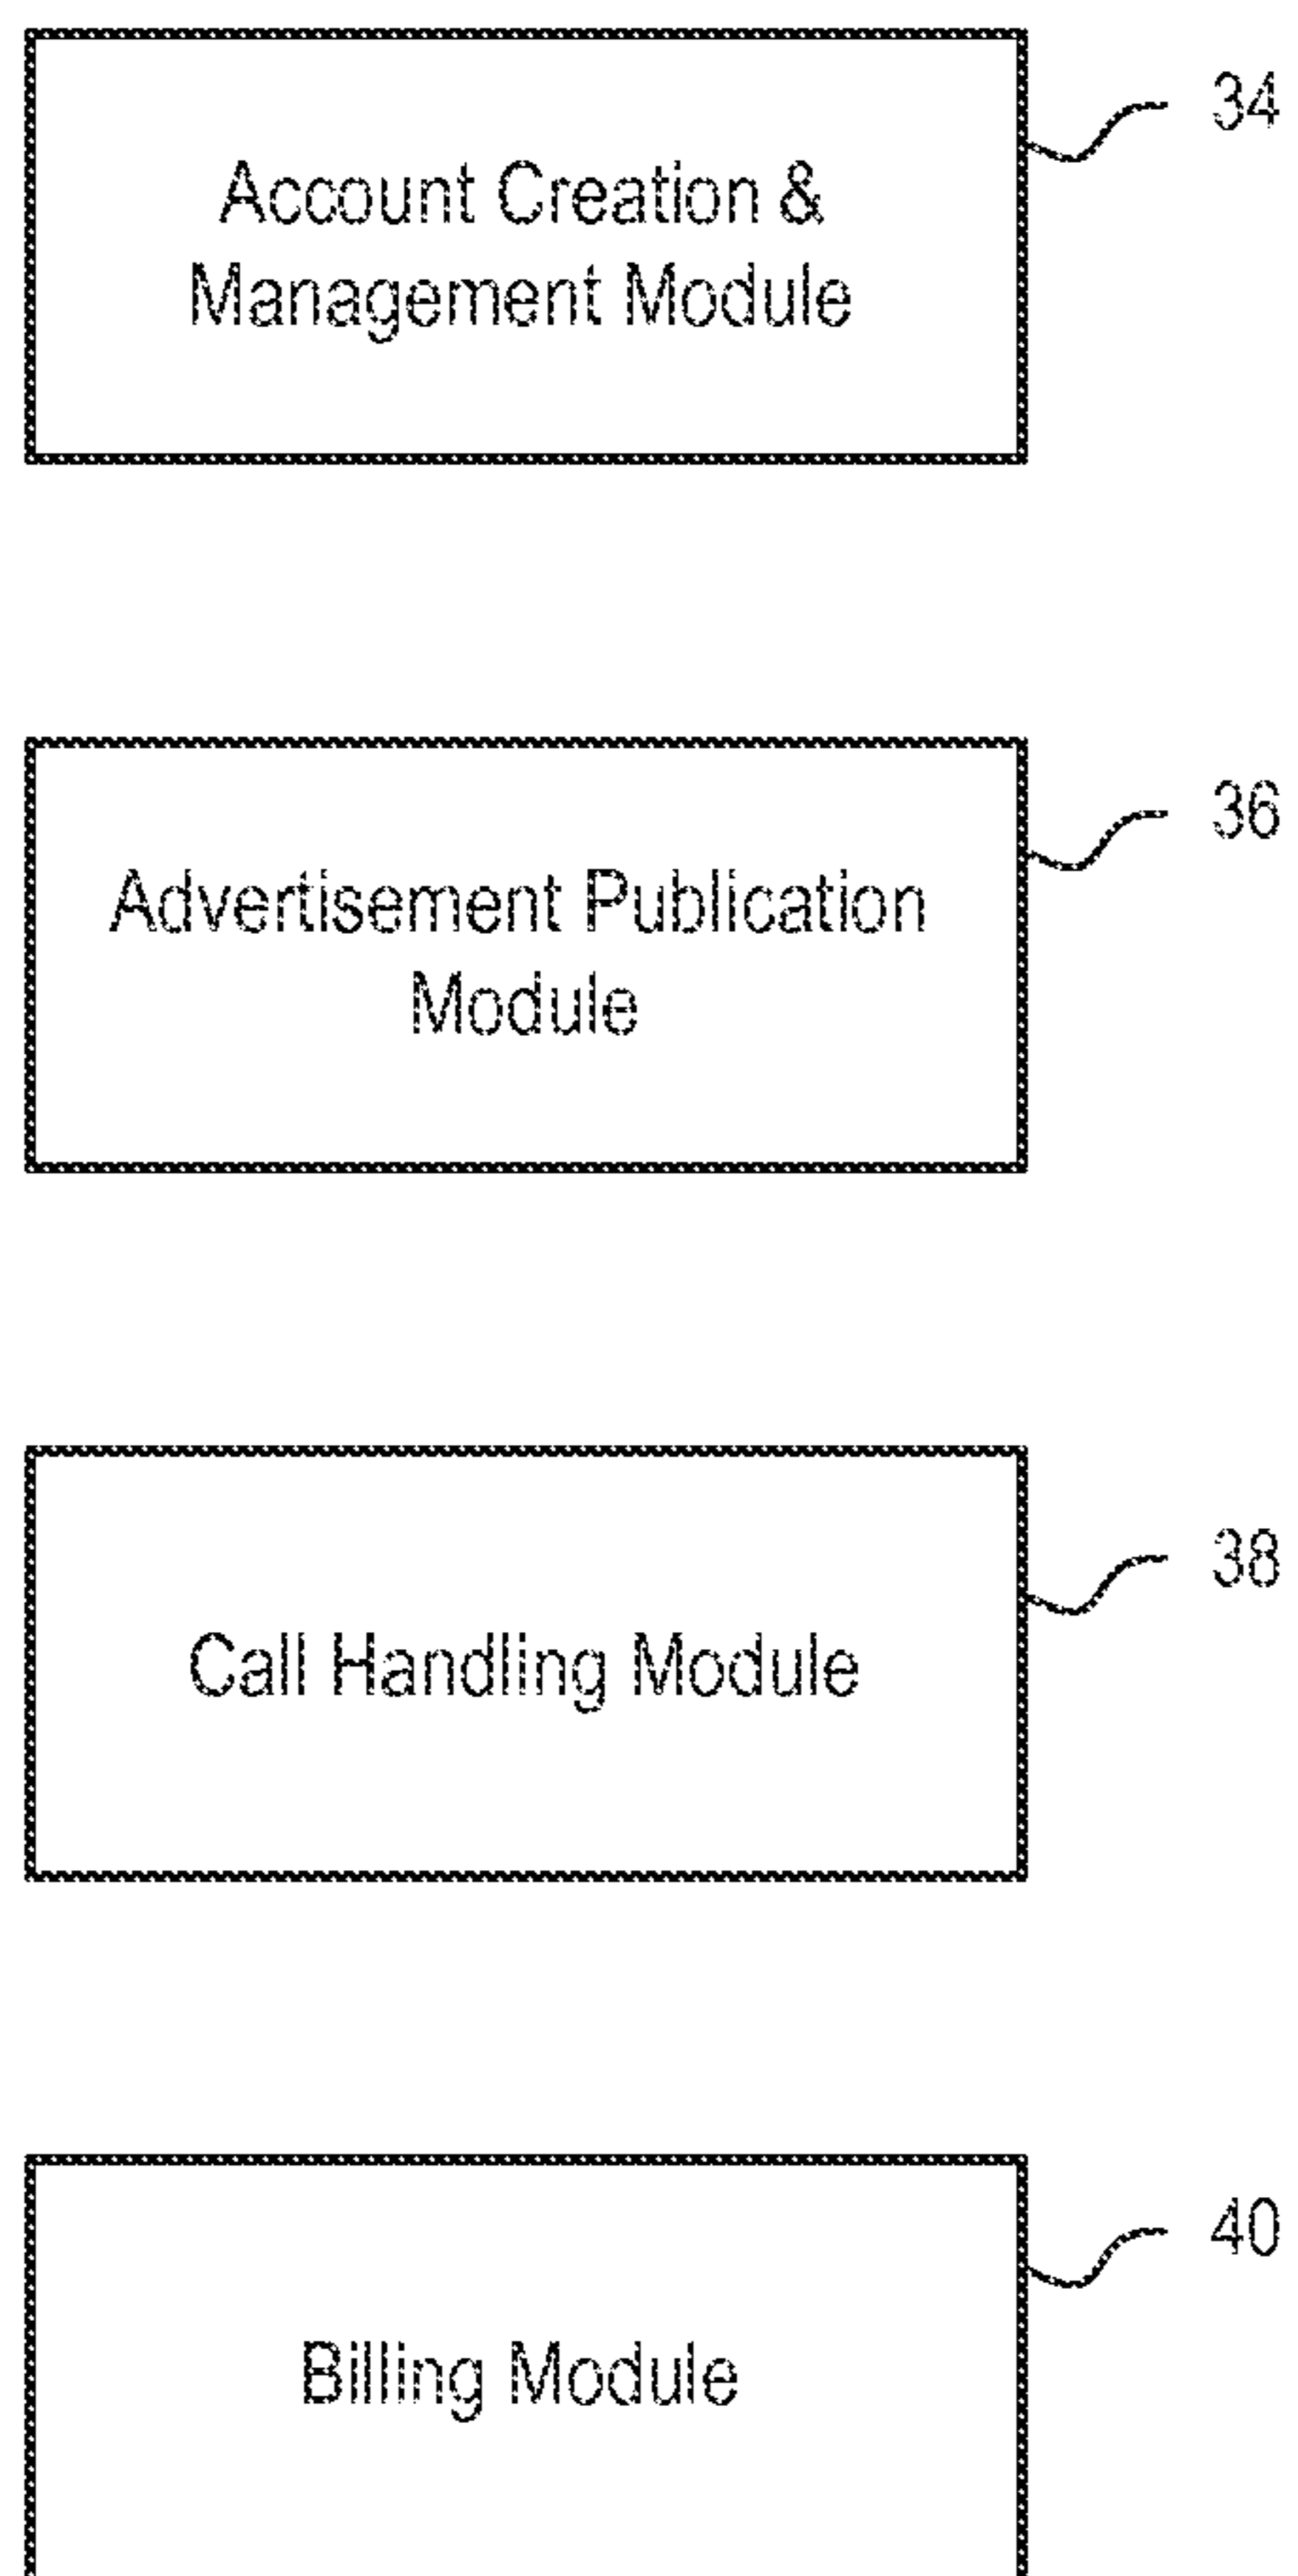 34
Account Creation &
Management Module
36
Advertisement Publication
Module
38
Call Handling Module
40
Billing Module